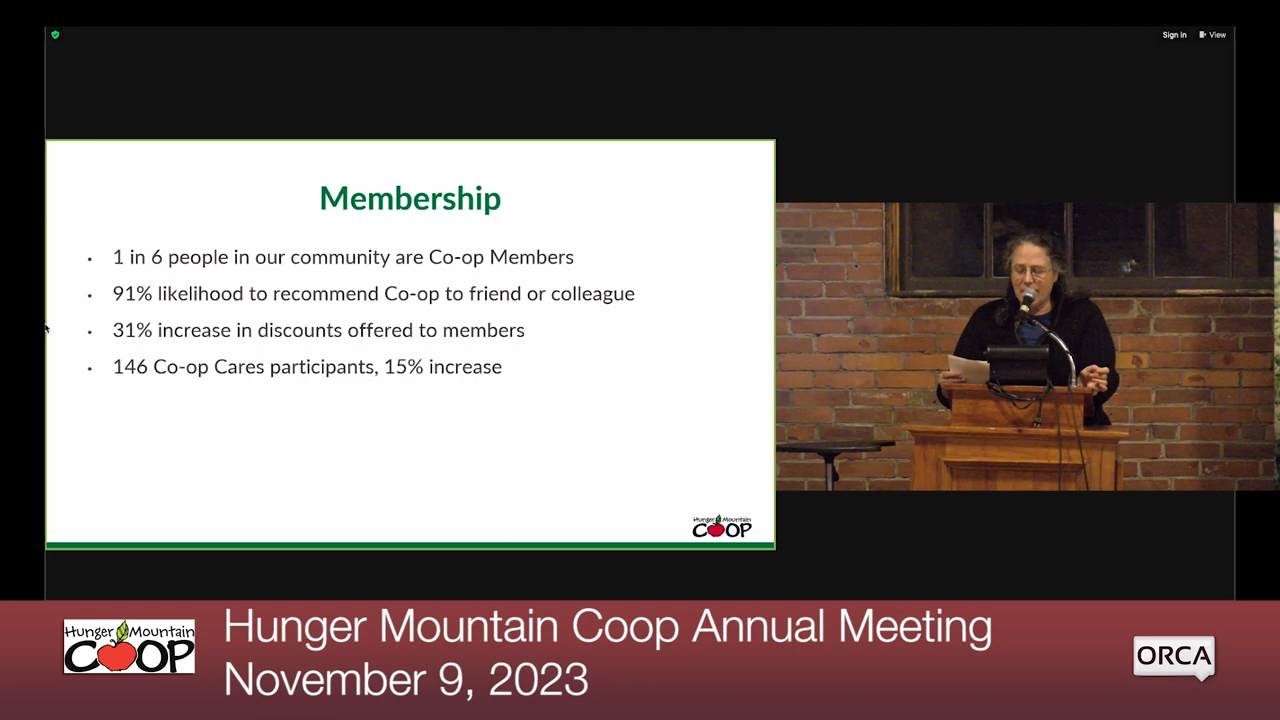 Sign in View
Membership
1 in 6 people in our community are Co-op Members
91% likelihood to recommend Co-op to friend or colleague
31% increase in discounts offered to members
146 Co-op Cares participants, 15% increase
Hunger Mountain
COOP
Hunger Mountain
COOP
Hunger Mountain Coop Annual Meeting
November 9, 2023
ORCA